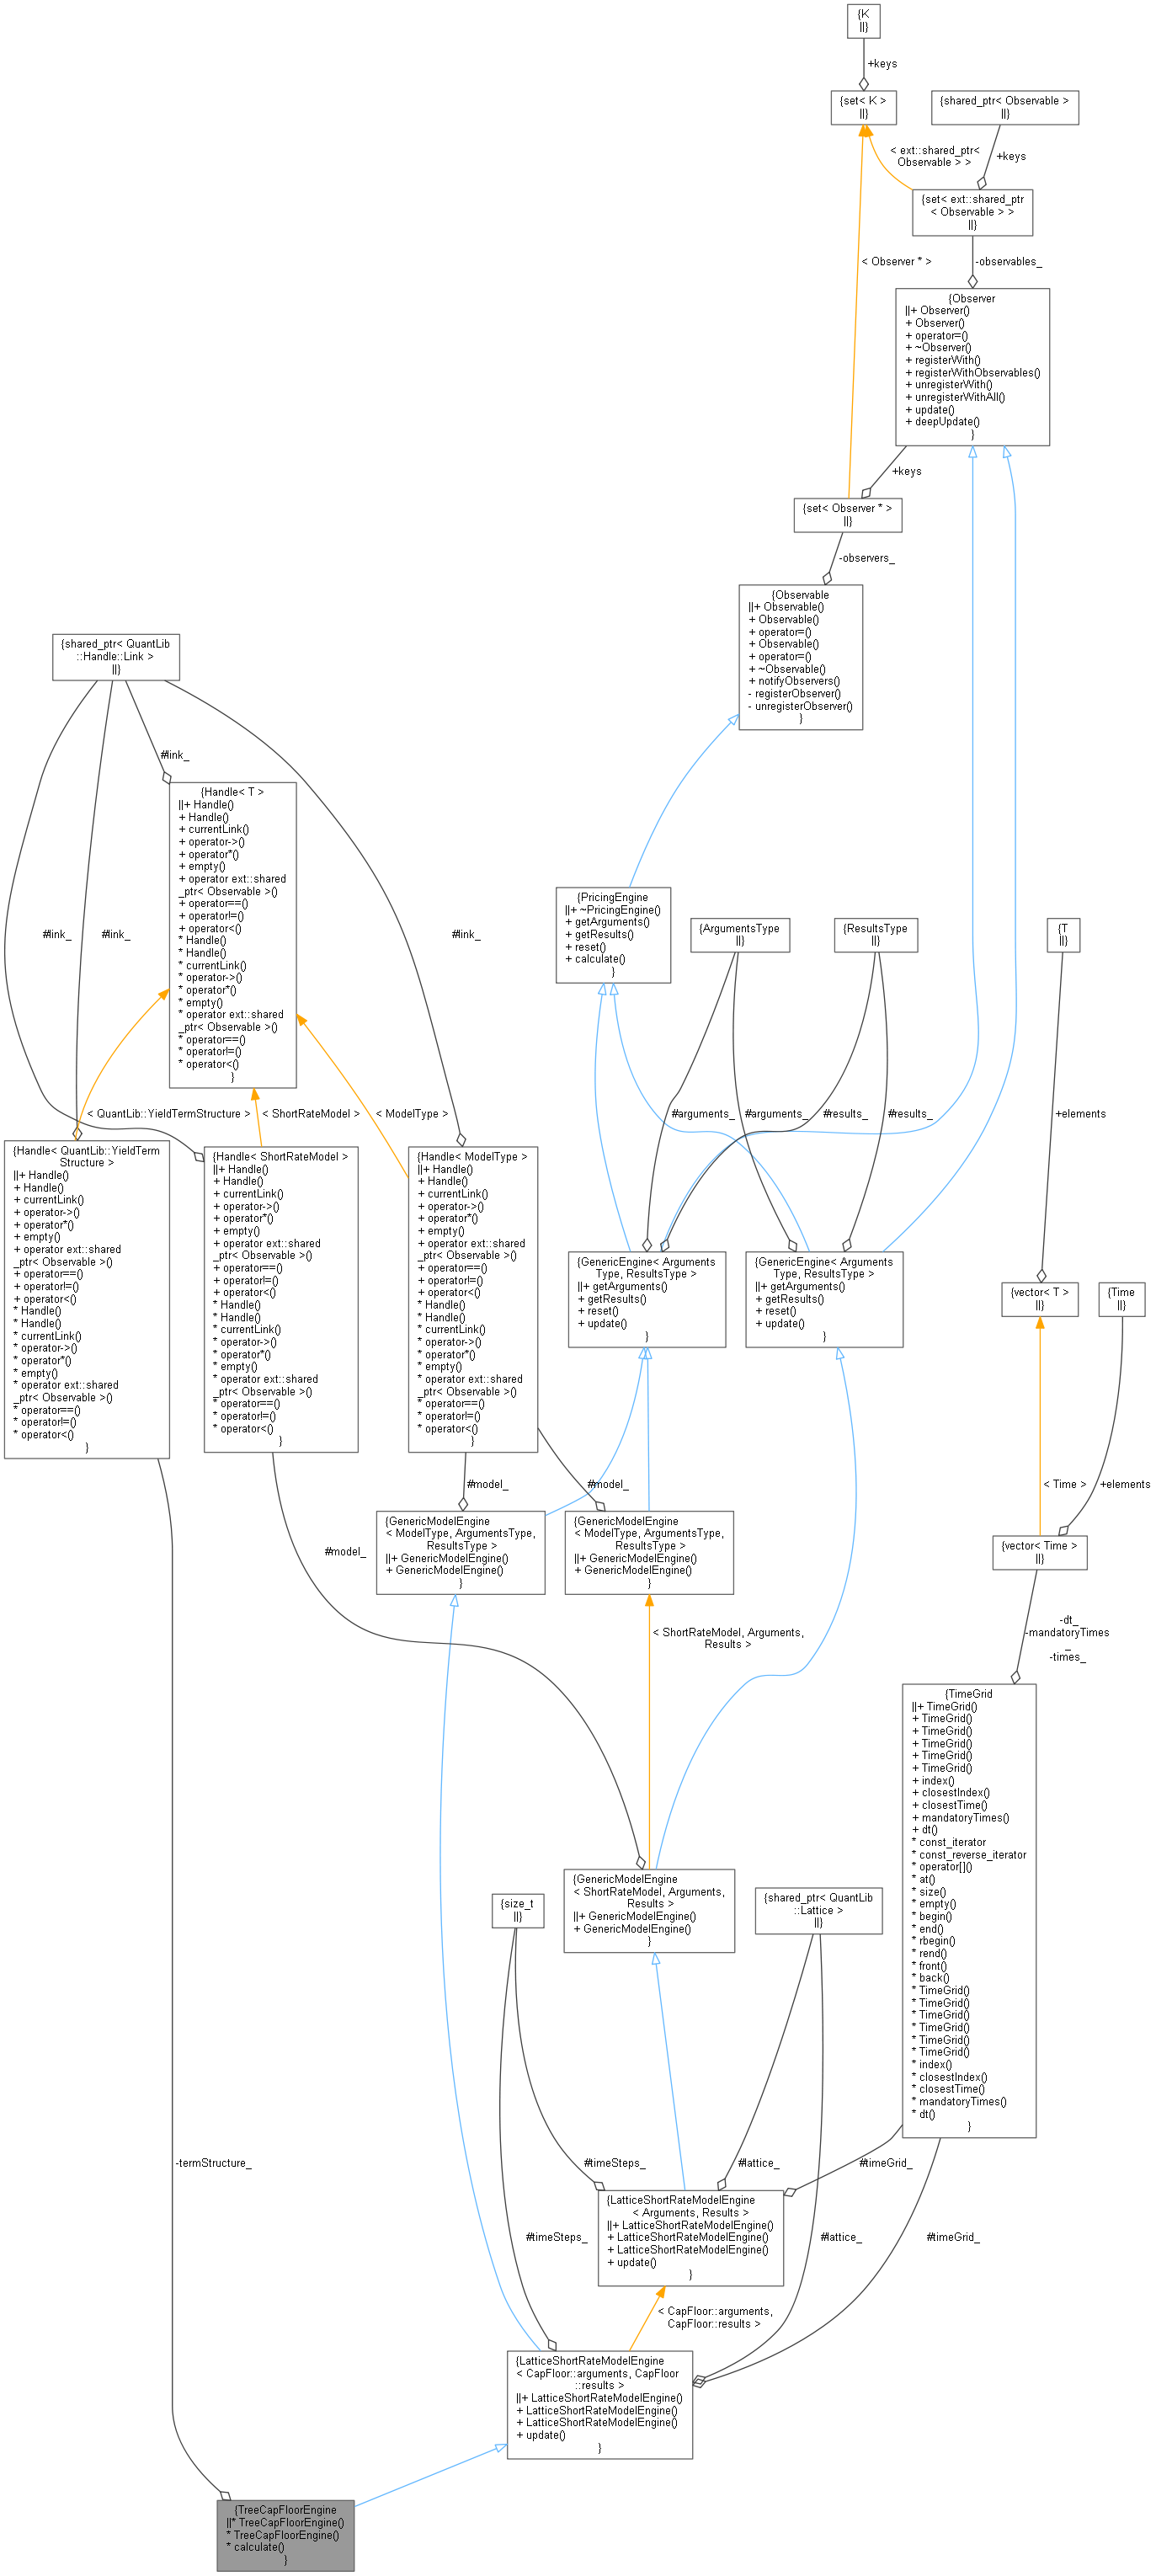 {K
||}
+keys
{set< K >
||}
{shared_ptr< Observable >
||}
< ext::shared_ptr<
Observable > >
+keys
{set< ext::shared_ptr
< Observable > >
||}
< Observer * >
-observables_
{Observer
||+ Observer()
+ Observer()
+ operator=()
+ ~Observer()
+ registerWith()
+ registerWithObservables()
+ unregisterWith()
+ unregisterWithAll()
+ update()
+ deepUpdate()
}
+keys
{set< Observer * >
||}
-observers_
{Observable
||+ Observable()
+ Observable()
+ operator=()
+ Observable()
+ operator=()
+ ~Observable()
+ notifyObservers()
- registerObserver()
- unregisterObserver()
}
{shared_ptr< QuantLib
::Handle::Link >
||}
#link_
{Handle< T >
||+ Handle()
+ Handle()
+ currentLink()
+ operator->()
+ operator*()
+ empty()
+ operator ext::shared
_ptr< Observable >()
+ operator==()
+ operator!=()
+ operator<()
* Handle()
* Handle()
* currentLink()
* operator->()
* operator*()
* empty()
* operator ext::shared
_ptr< Observable >()
* operator==()
* operator!=()
* operator<()
}
#link_
#link_
#link_
{PricingEngine
||+ ~PricingEngine()
+ getArguments()
+ getResults()
+ reset()
+ calculate()
}
{ArgumentsType
||}
{ResultsType
||}
{T
||}
< QuantLib::YieldTermStructure >
< ShortRateModel >
< ModelType >
#arguments_
#arguments_
#results_
#results_
+elements
{Handle< QuantLib::YieldTerm
Structure >
||+ Handle()
+ Handle()
+ currentLink()
+ operator->()
+ operator*()
+ empty()
+ operator ext::shared
_ptr< Observable >()
+ operator==()
+ operator!=()
+ operator<()
* Handle()
* Handle()
* currentLink()
* operator->()
* operator*()
* empty()
* operator ext::shared
_ptr< Observable >()
* operator==()
* operator!=()
* operator<()
}
{Handle< ShortRateModel >
||+ Handle()
+ Handle()
+ currentLink()
+ operator->()
+ operator*()
+ empty()
+ operator ext::shared
_ptr< Observable >()
+ operator==()
+ operator!=()
+ operator<()
* Handle()
* Handle()
* currentLink()
* operator->()
* operator*()
* empty()
* operator ext::shared
_ptr< Observable >()
* operator==()
* operator!=()
* operator<()
}
{Handle< ModelType >
||+ Handle()
+ Handle()
+ currentLink()
+ operator->()
+ operator*()
+ empty()
+ operator ext::shared
_ptr< Observable >()
+ operator==()
+ operator!=()
+ operator<()
* Handle()
* Handle()
* currentLink()
* operator->()
* operator*()
* empty()
* operator ext::shared
_ptr< Observable >()
* operator==()
* operator!=()
* operator<()
}
{GenericEngine< Arguments
Type, ResultsType >
||+ getArguments()
+ getResults()
+ reset()
+ update()
}
{GenericEngine< Arguments
Type, ResultsType >
||+ getArguments()
+ getResults()
+ reset()
+ update()
}
{vector< T >
||}
{Time
||}
#model_
#model_
< Time >
+elements
{GenericModelEngine
< ModelType, ArgumentsType,
ResultsType >
||+ GenericModelEngine()
+ GenericModelEngine()
}
{GenericModelEngine
< ModelType, ArgumentsType,
ResultsType >
||+ GenericModelEngine()
+ GenericModelEngine()
}
{vector< Time >
||}
#model_
< ShortRateModel, Arguments,
Results >
-dt_
-mandatoryTimes
_
-times_
{TimeGrid
||+ TimeGrid()
+ TimeGrid()
+ TimeGrid()
+ TimeGrid()
+ TimeGrid()
+ TimeGrid()
+ index()
+ closestIndex()
+ closestTime()
+ mandatoryTimes()
+ dt()
* const_iterator
* const_reverse_iterator
* operator[]()
* at()
* size()
* empty()
* begin()
* end()
* rbegin()
* rend()
* front()
* back()
* TimeGrid()
* TimeGrid()
* TimeGrid()
* TimeGrid()
* TimeGrid()
* TimeGrid()
* index()
* closestIndex()
* closestTime()
* mandatoryTimes()
* dt()
}
{GenericModelEngine
< ShortRateModel, Arguments,
Results >
||+ GenericModelEngine()
+ GenericModelEngine()
}
{size_t
||}
{shared_ptr< QuantLib
::Lattice >
||}
-termStructure_
#timeSteps_
#lattice_
#timeGrid_
{LatticeShortRateModelEngine
< Arguments, Results >
||+ LatticeShortRateModelEngine()
+ LatticeShortRateModelEngine()
+ LatticeShortRateModelEngine()
+ update()
}
#timeSteps_
#lattice_
#timeGrid_
< CapFloor::arguments,
CapFloor::results >
{LatticeShortRateModelEngine
< CapFloor::arguments, CapFloor
::results >
||+ LatticeShortRateModelEngine()
+ LatticeShortRateModelEngine()
+ LatticeShortRateModelEngine()
+ update()
}
{TreeCapFloorEngine
||* TreeCapFloorEngine()
* TreeCapFloorEngine()
* calculate()
}